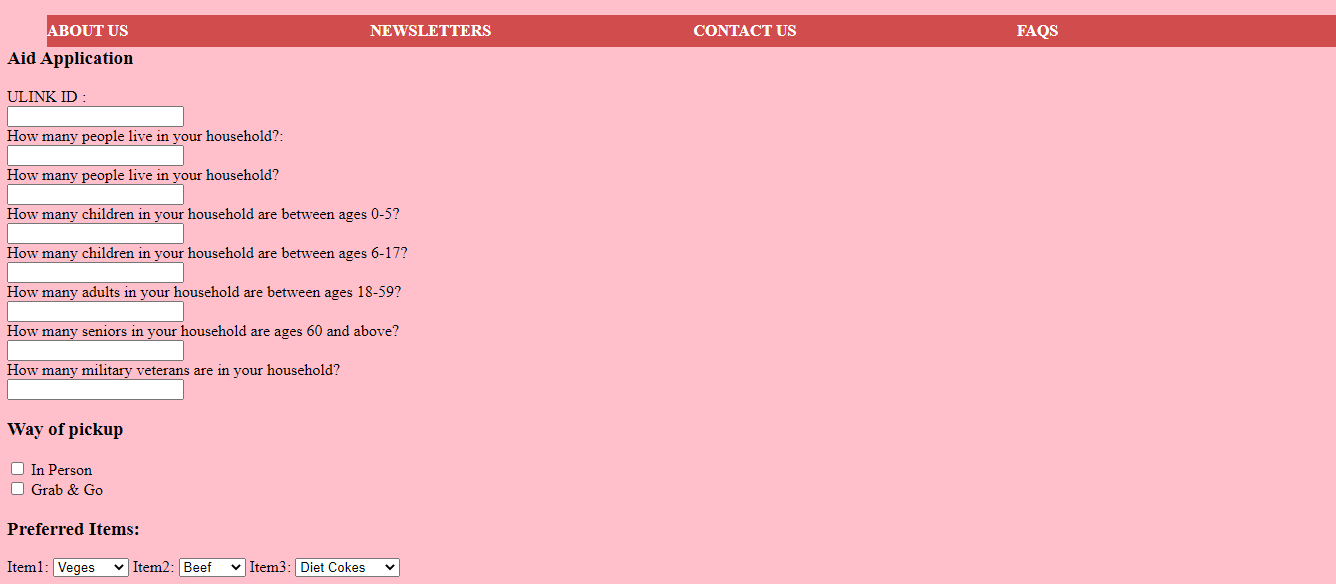 ABOUT US NEWSLETTERS CONTACT US FAQS
Aid Application
ULINK ID :
How many people live in your household?:
How many people live in your household?
How many children in your household are between ages 0-5?
How many children in your household are between ages 6-17?
How many adults in your household are between ages 18-59?
How many seniors in your household are ages 60 and above?
How many military veterans are in your household?
Way of pickup
In Person
Grab & Go
Preferred Items:
Item1: Veges Item2: Beef Item3: Diet Cokes